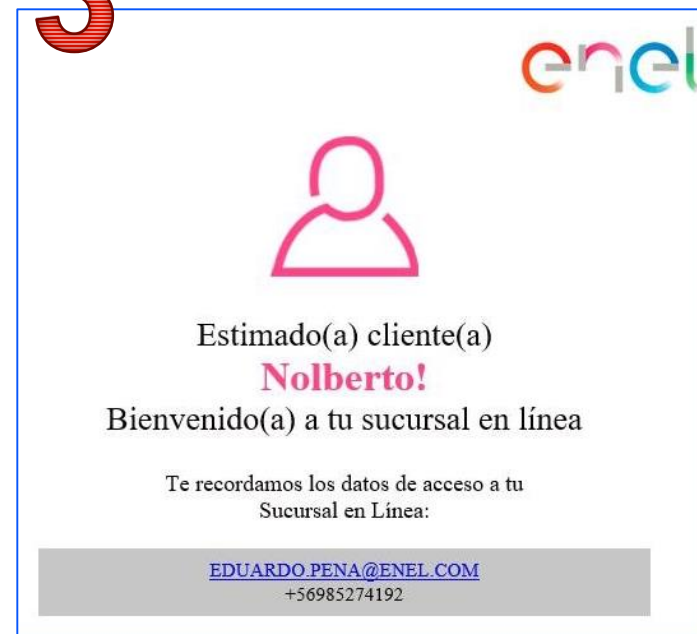 3
enel
Estimado(a) cliente(a)
Nolberto!
Bienvenido(a) a tu sucursal en línea
Te recordamos los datos de acceso a tu
Sucursal en Línea:
EDUARDO.PENA@ENEL.COM
+56985274192